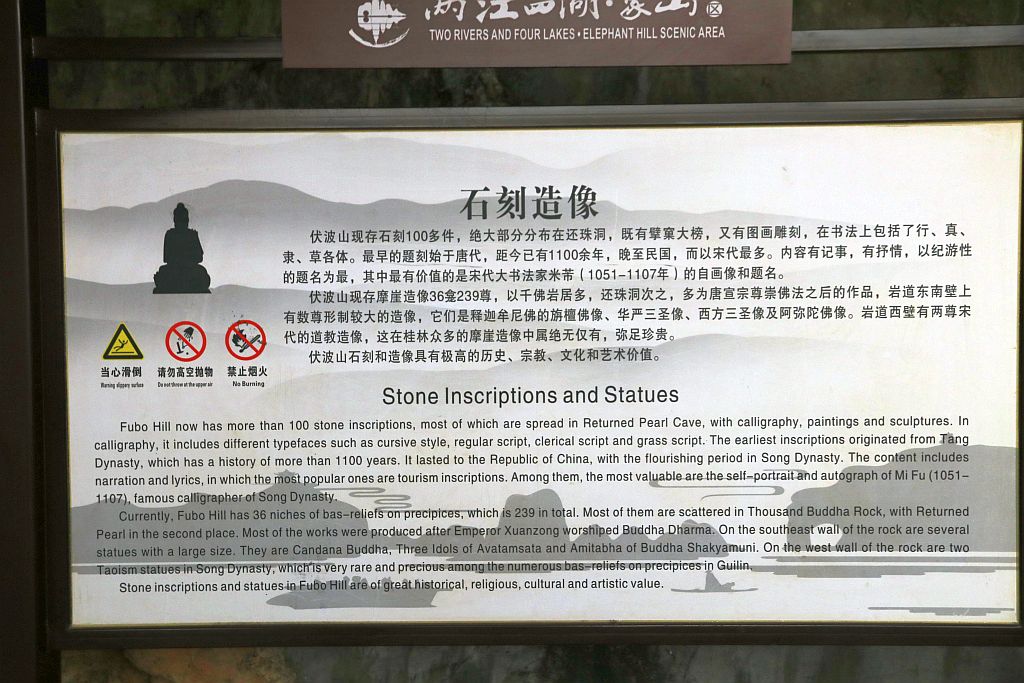 两江四湖·象山
景区
TWO RIVERS AND FOUR LAKES • ELEPHANT HILL SCENIC AREA
石刻造像
伏波山现存石刻100多件，绝大部分分布在还珠洞，既有擘窠大榜，又有图画雕刻，在书法上包括了行、真、
隶、草各体。最早的题刻始于唐代，距今已有1100余年，晚至民国，而以宋代最多。内容有记事，有抒情，以纪游性
的题名为最，其中最有价值的是宋代大书法家米芾（1051-1107年）的自画像和题名。
伏波山现存摩崖造像36龛239尊，以千佛岩居多，还珠洞次之，多为唐宣宗尊崇佛法之后的作品，岩道东南壁上
有数尊形制较大的造像，它们是释迦牟尼佛的旃檀佛像、华严三圣像、西方三圣像及阿弥陀佛像。岩道西壁有两尊宋
代的道教造像，这在桂林众多的摩崖造像中属绝无仅有，弥足珍贵。
伏波山石刻和造像具有极高的历史、宗教、文化和艺术价值。
当心滑倒
Warning slippery surface
请勿高空抛物
Do not throw at the upper air
禁止烟火
No Burning
Stone Inscriptions and Statues
Fubo Hill now has more than 100 stone inscriptions, most of which are spread in Returned Pearl Cave, with calligraphy, paintings and sculptures. In
calligraphy, it includes different typefaces such as cursive style, regular script, clerical script and grass script. The earliest inscriptions originated from Tang
Dynasty, which has a history of more than 1100 years. It lasted to the Republic of China, with the flourishing period in Song Dynasty. The content includes
narration and lyrics, in which the most popular ones are tourism inscriptions. Among them, the most valuable are the self-portrait and autograph of Mi Fu (1051-
1107), famous calligrapher of Song Dynasty.
Currently, Fubo Hill has 36 niches of bas-reliefs on precipices, which is 239 in total. Most of them are scattered in Thousand Buddha Rock, with Returned
Pearl in the second place. Most of the works were produced after Emperor Xuanzong worshiped Buddha Dharma. On the southeast wall of the rock are several
statues with a large size. They are Candana Buddha, Three Idols of Avatamsata and Amitabha of Buddha Shakyamuni. On the west wall of the rock are two
Taoism statues in Song Dynasty, which is very rare and precious among the numerous bas-reliefs on precipices in Guilin.
Stone inscriptions and statues in Fubo Hill are of great historical, religious, cultural and artistic value.